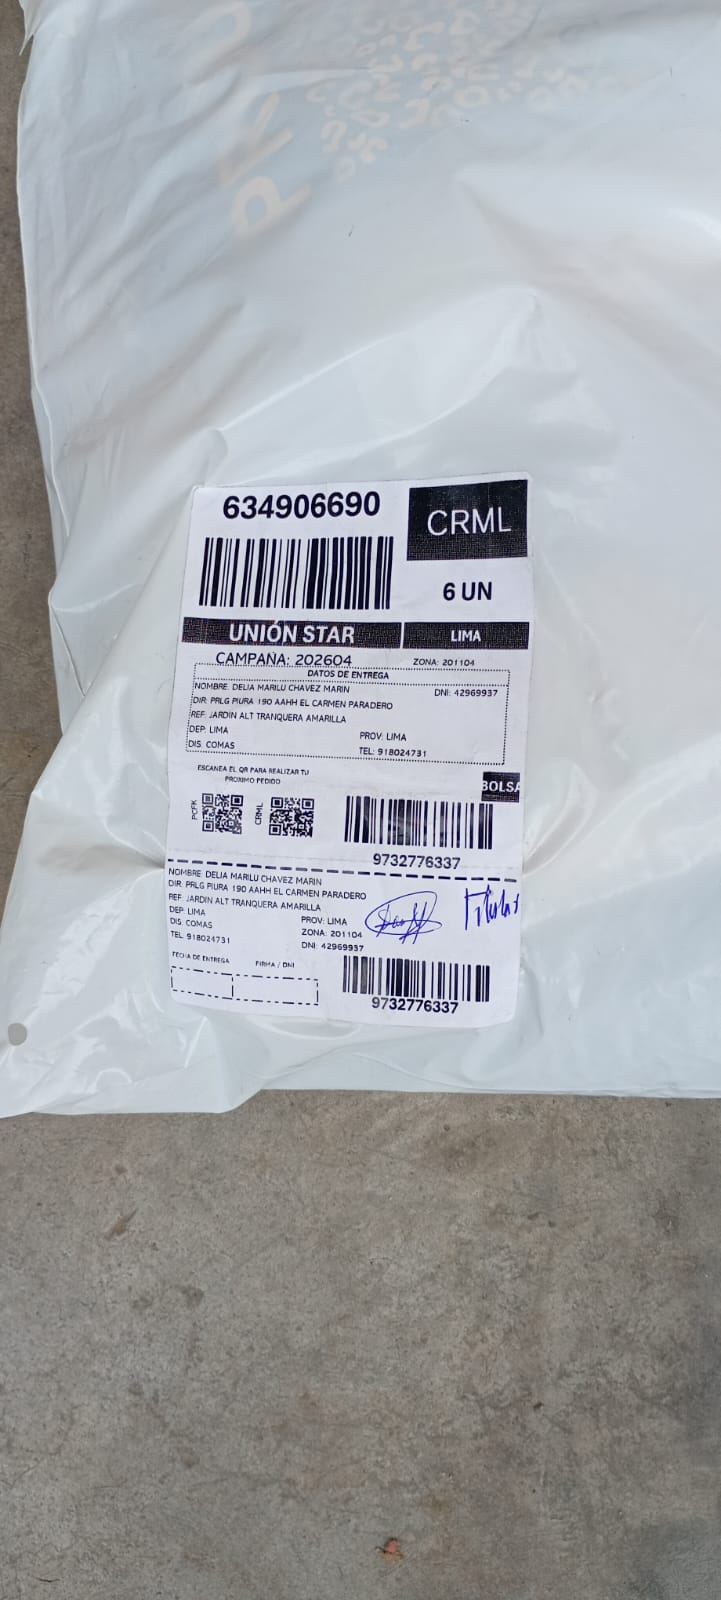 634906690
CRML
6 UN
UNIÓN STAR
LIMA
CAMPAÑA: 202604
ZONA: 201104
DATOS DE ENTREGA
NOMBRE: DELIA MARILU CHAVEZ MARIN DNI: 42969937
DIR: PRLG PIURA 190 AAHH EL CARMEN PARADERO
REF: JARDIN ALT TRANQUERA AMARILLA
DEP: LIMA PROV: LIMA
DIS: COMAS TEL: 918024731
ESCANEA EL QR PARA REALIZAR TU
PROXIMO PEDIDO
BOLSA
PCFK
CRML
9732776337
NOMBRE: DELIA MARILU CHAVEZ MARIN
DIR: PRLG PIURA 190 AAHH EL CARMEN PARADERO
REF: JARDIN ALT TRANQUERA AMARILLA
DEP: LIMA PROV: LIMA
DIS: COMAS ZONA: 201104
TEL: 918024731 DNI: 42969937
Titular
FECHA DE ENTREGA FIRMA / DNI
9732776337